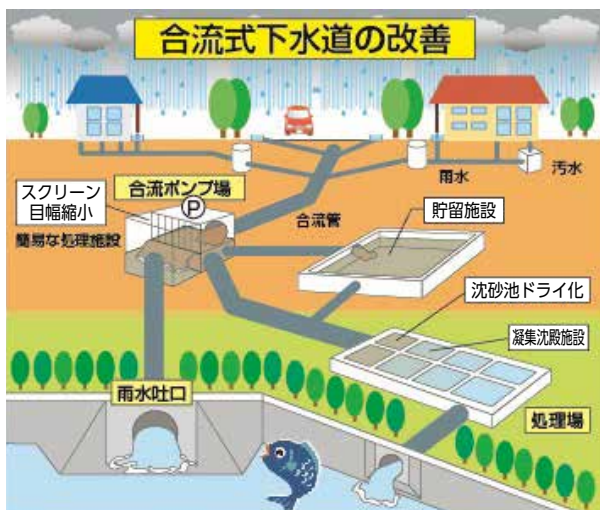 合流式下水道の改善
雨水
汚水
合流ポンプ場
スクリーン
目幅縮小
P
簡易な処理施設
合流管
貯留施設
沈砂池ドライ化
凝集沈殿施設
雨水吐口
処理場